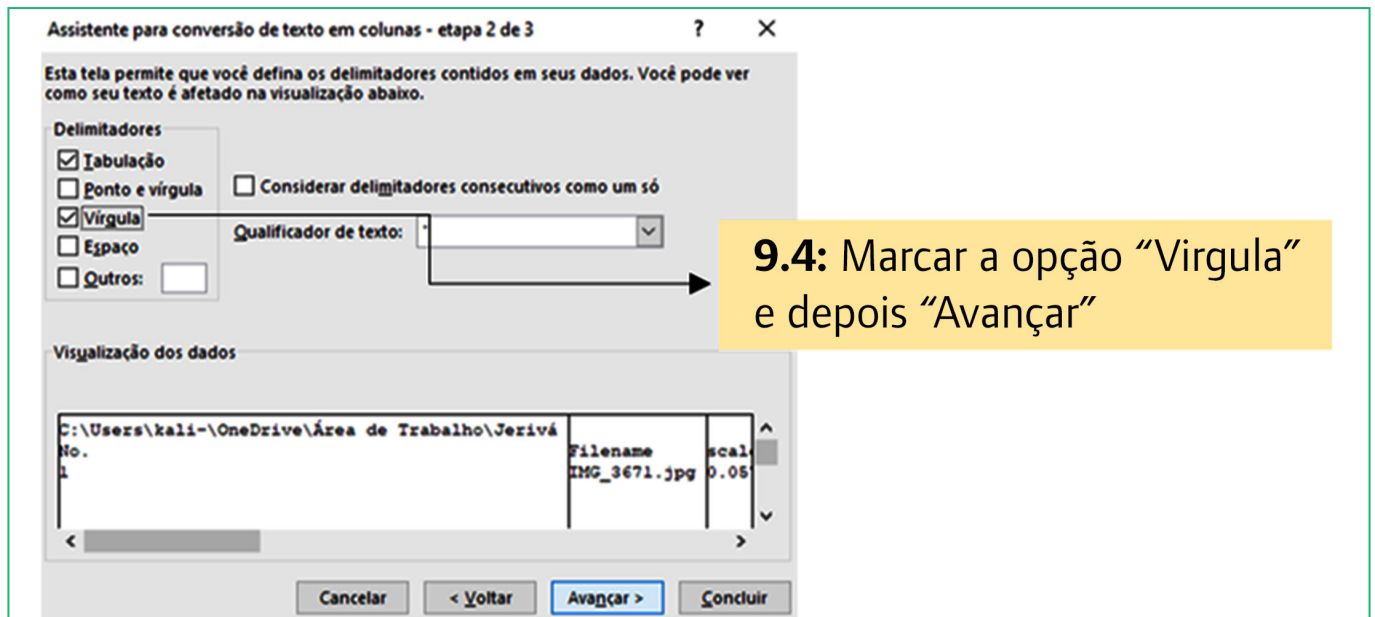 Assistente para conversão de texto em colunas - etapa 2 de 3 ? X
Esta tela permite que você defina os delimitadores contidos em seus dados. Você pode ver
como seu texto é afetado na visualização abaixo.
Delimitadores
Tabulação
Ponto e vírgula
Vírgula
Espaço
Outros:
Considerar delimitadores consecutivos como um só
Qualificador de texto:
9.4: Marcar a opção “Virgula”
e depois “Avançar”
Visualização dos dados
C:\Users\kali-\OneDrive\Área de Trabalho\Jerivá
No. Filename
1 IMG_3671.jpg
Cancelar < Voltar Avançar > Concluir